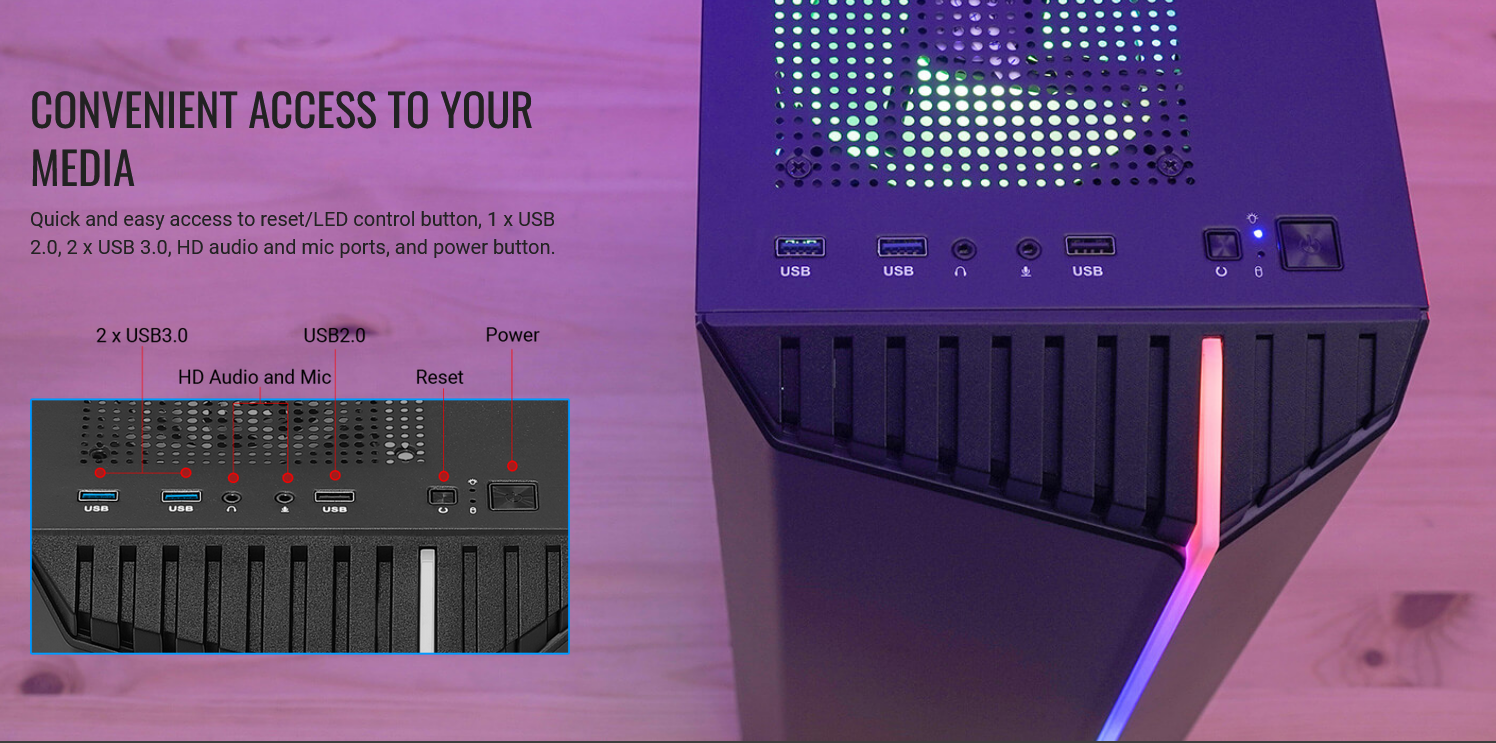 CONVENIENT ACCESS TO YOUR
MEDIA
Quick and easy access to reset/LED control button, 1 x USB
2.0, 2 x USB 3.0, HD audio and mic ports, and power button.
2 x USB3.0
USB2.0
Power
HD Audio and Mic
Reset
USB
USB
USB
USB
USB
USB